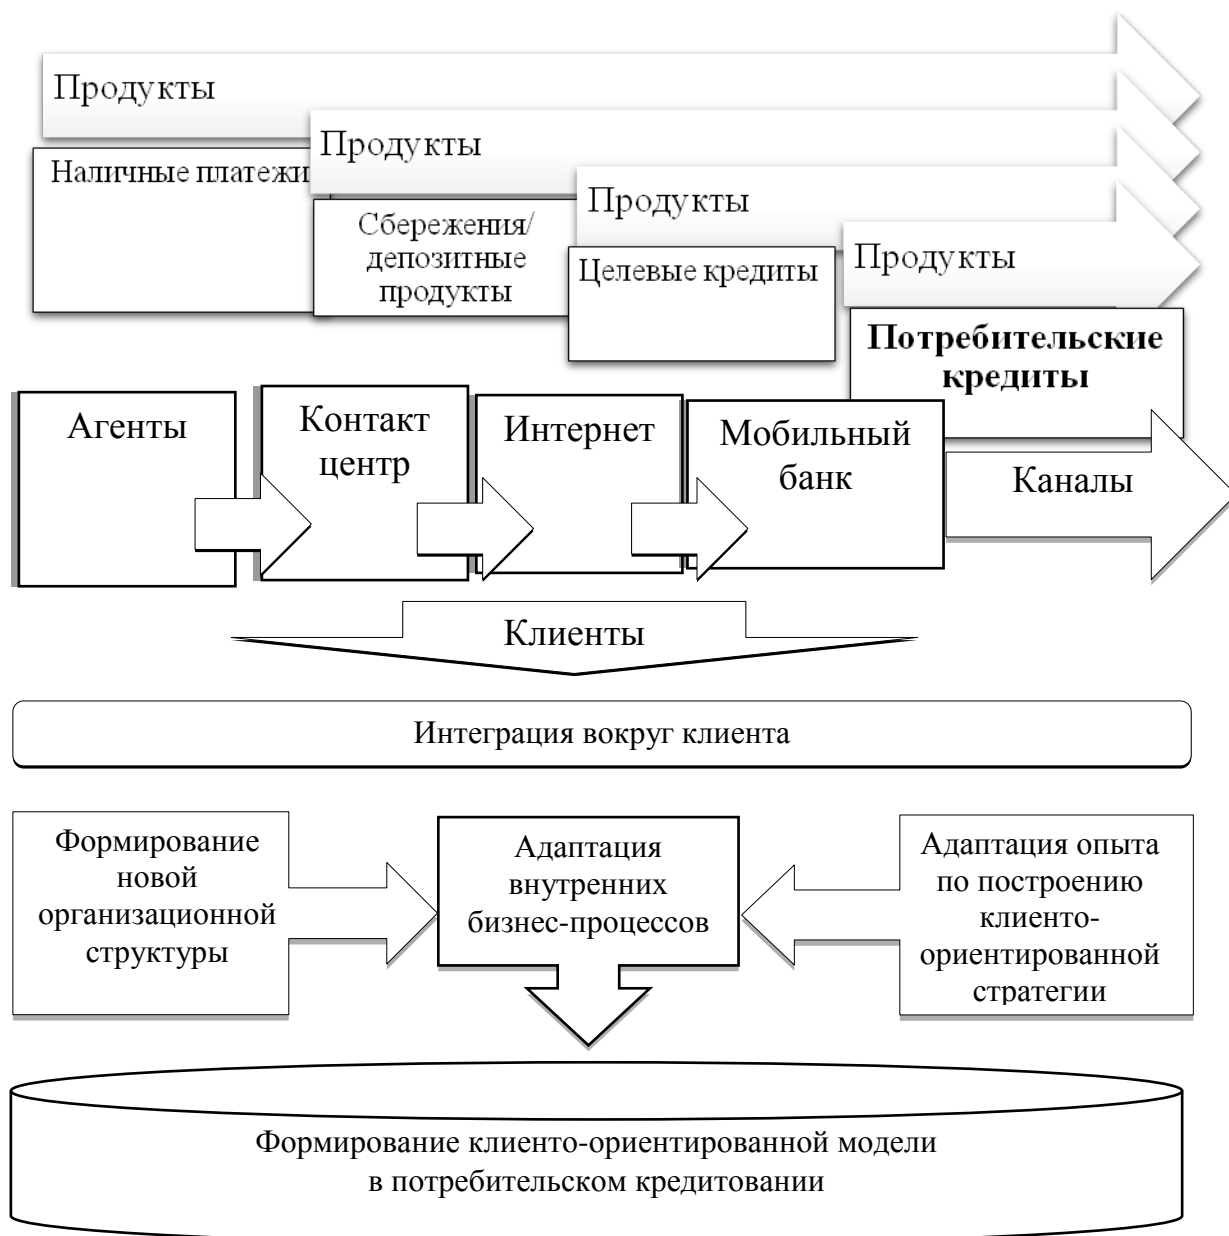 Продукты
Наличные платежи
Продукты
Сбережения/
депозитные
продукты
Продукты
Целевые кредиты
Продукты
Потребительские
кредиты
Агенты
Контакт
центр
Интернет
Мобильный
банк
Каналы
Клиенты
Интеграция вокруг клиента
Формирование
новой
организационной
структуры
Адаптация
внутренних
бизнес-процессов
Адаптация опыта
по построению
клиенто-
ориентированной
стратегии
Формирование клиенто-ориентированной модели
в потребительском кредитовании